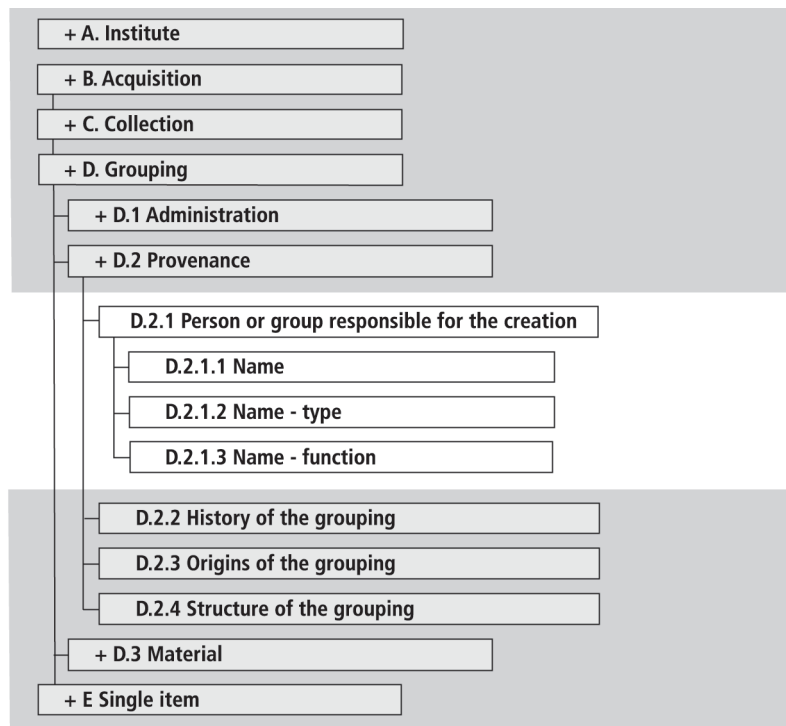 + A. Institute
+ B. Acquisition
+ C. Collection
+ D. Grouping
+ D.1 Administration
+ D.2 Provenance
D.2.1 Person or group responsible for the creation
D.2.1.1 Name
D.2.1.2 Name - type
D.2.1.3 Name - function
D.2.2 History of the grouping
D.2.3 Origins of the grouping
D.2.4 Structure of the grouping
+ D.3 Material
+ E Single item